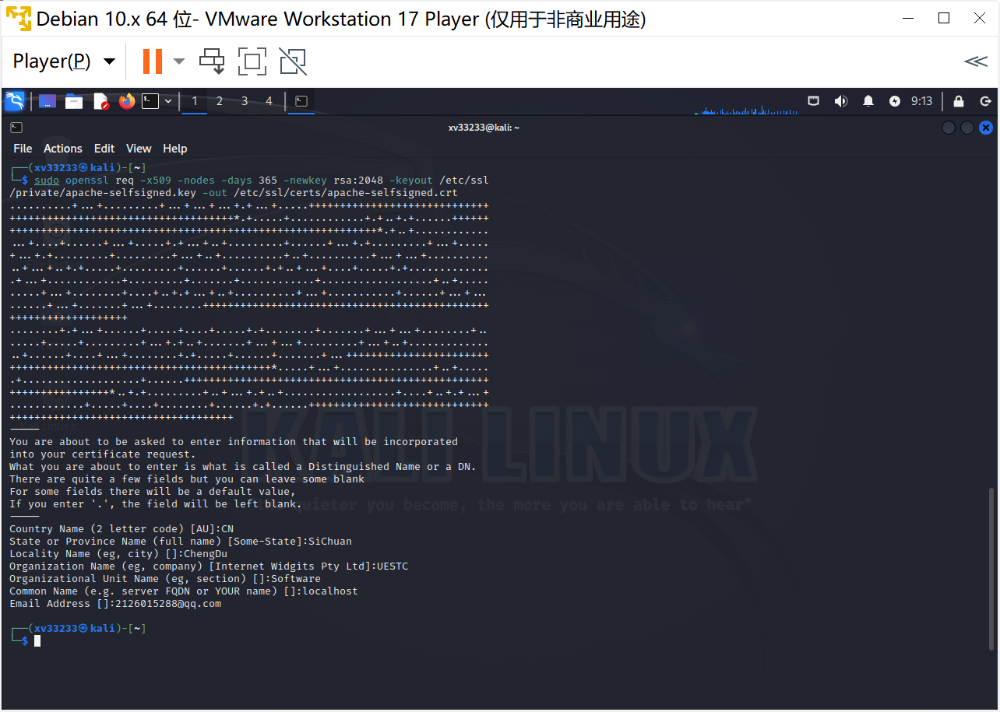 Debian 10.x 64 位- VMware Workstation 17 Player (仅用于非商业用途)
Player(P)
1 2 3 4 9:13
xv33233@kali: ~
File Actions Edit View Help
┌──(xv33233㉿kali)-[~]
└─$ sudo openssl req -x509 -nodes -days 365 -newkey rsa:2048 -keyout /etc/ssl
/private/apache-selfsigned.key -out /etc/ssl/certs/apache-selfsigned.crt
-----
You are about to be asked to enter information that will be incorporated
into your certificate request.
What you are about to enter is what is called a Distinguished Name or a DN.
There are quite a few fields but you can leave some blank
For some fields there will be a default value,
If you enter '.', the field will be left blank.
-----
Country Name (2 letter code) [AU]:CN
State or Province Name (full name) [Some-State]:SiChuan
Locality Name (eg, city) []:ChengDu
Organization Name (eg, company) [Internet Widgits Pty Ltd]:UESTC
Organizational Unit Name (eg, section) []:Software
Common Name (e.g. server FQDN or YOUR name) []:localhost
Email Address []:2126015288@qq.com
┌──(xv33233㉿kali)-[~]
└─$
KALI LINUX
quieter you become, the more you are able to hear"